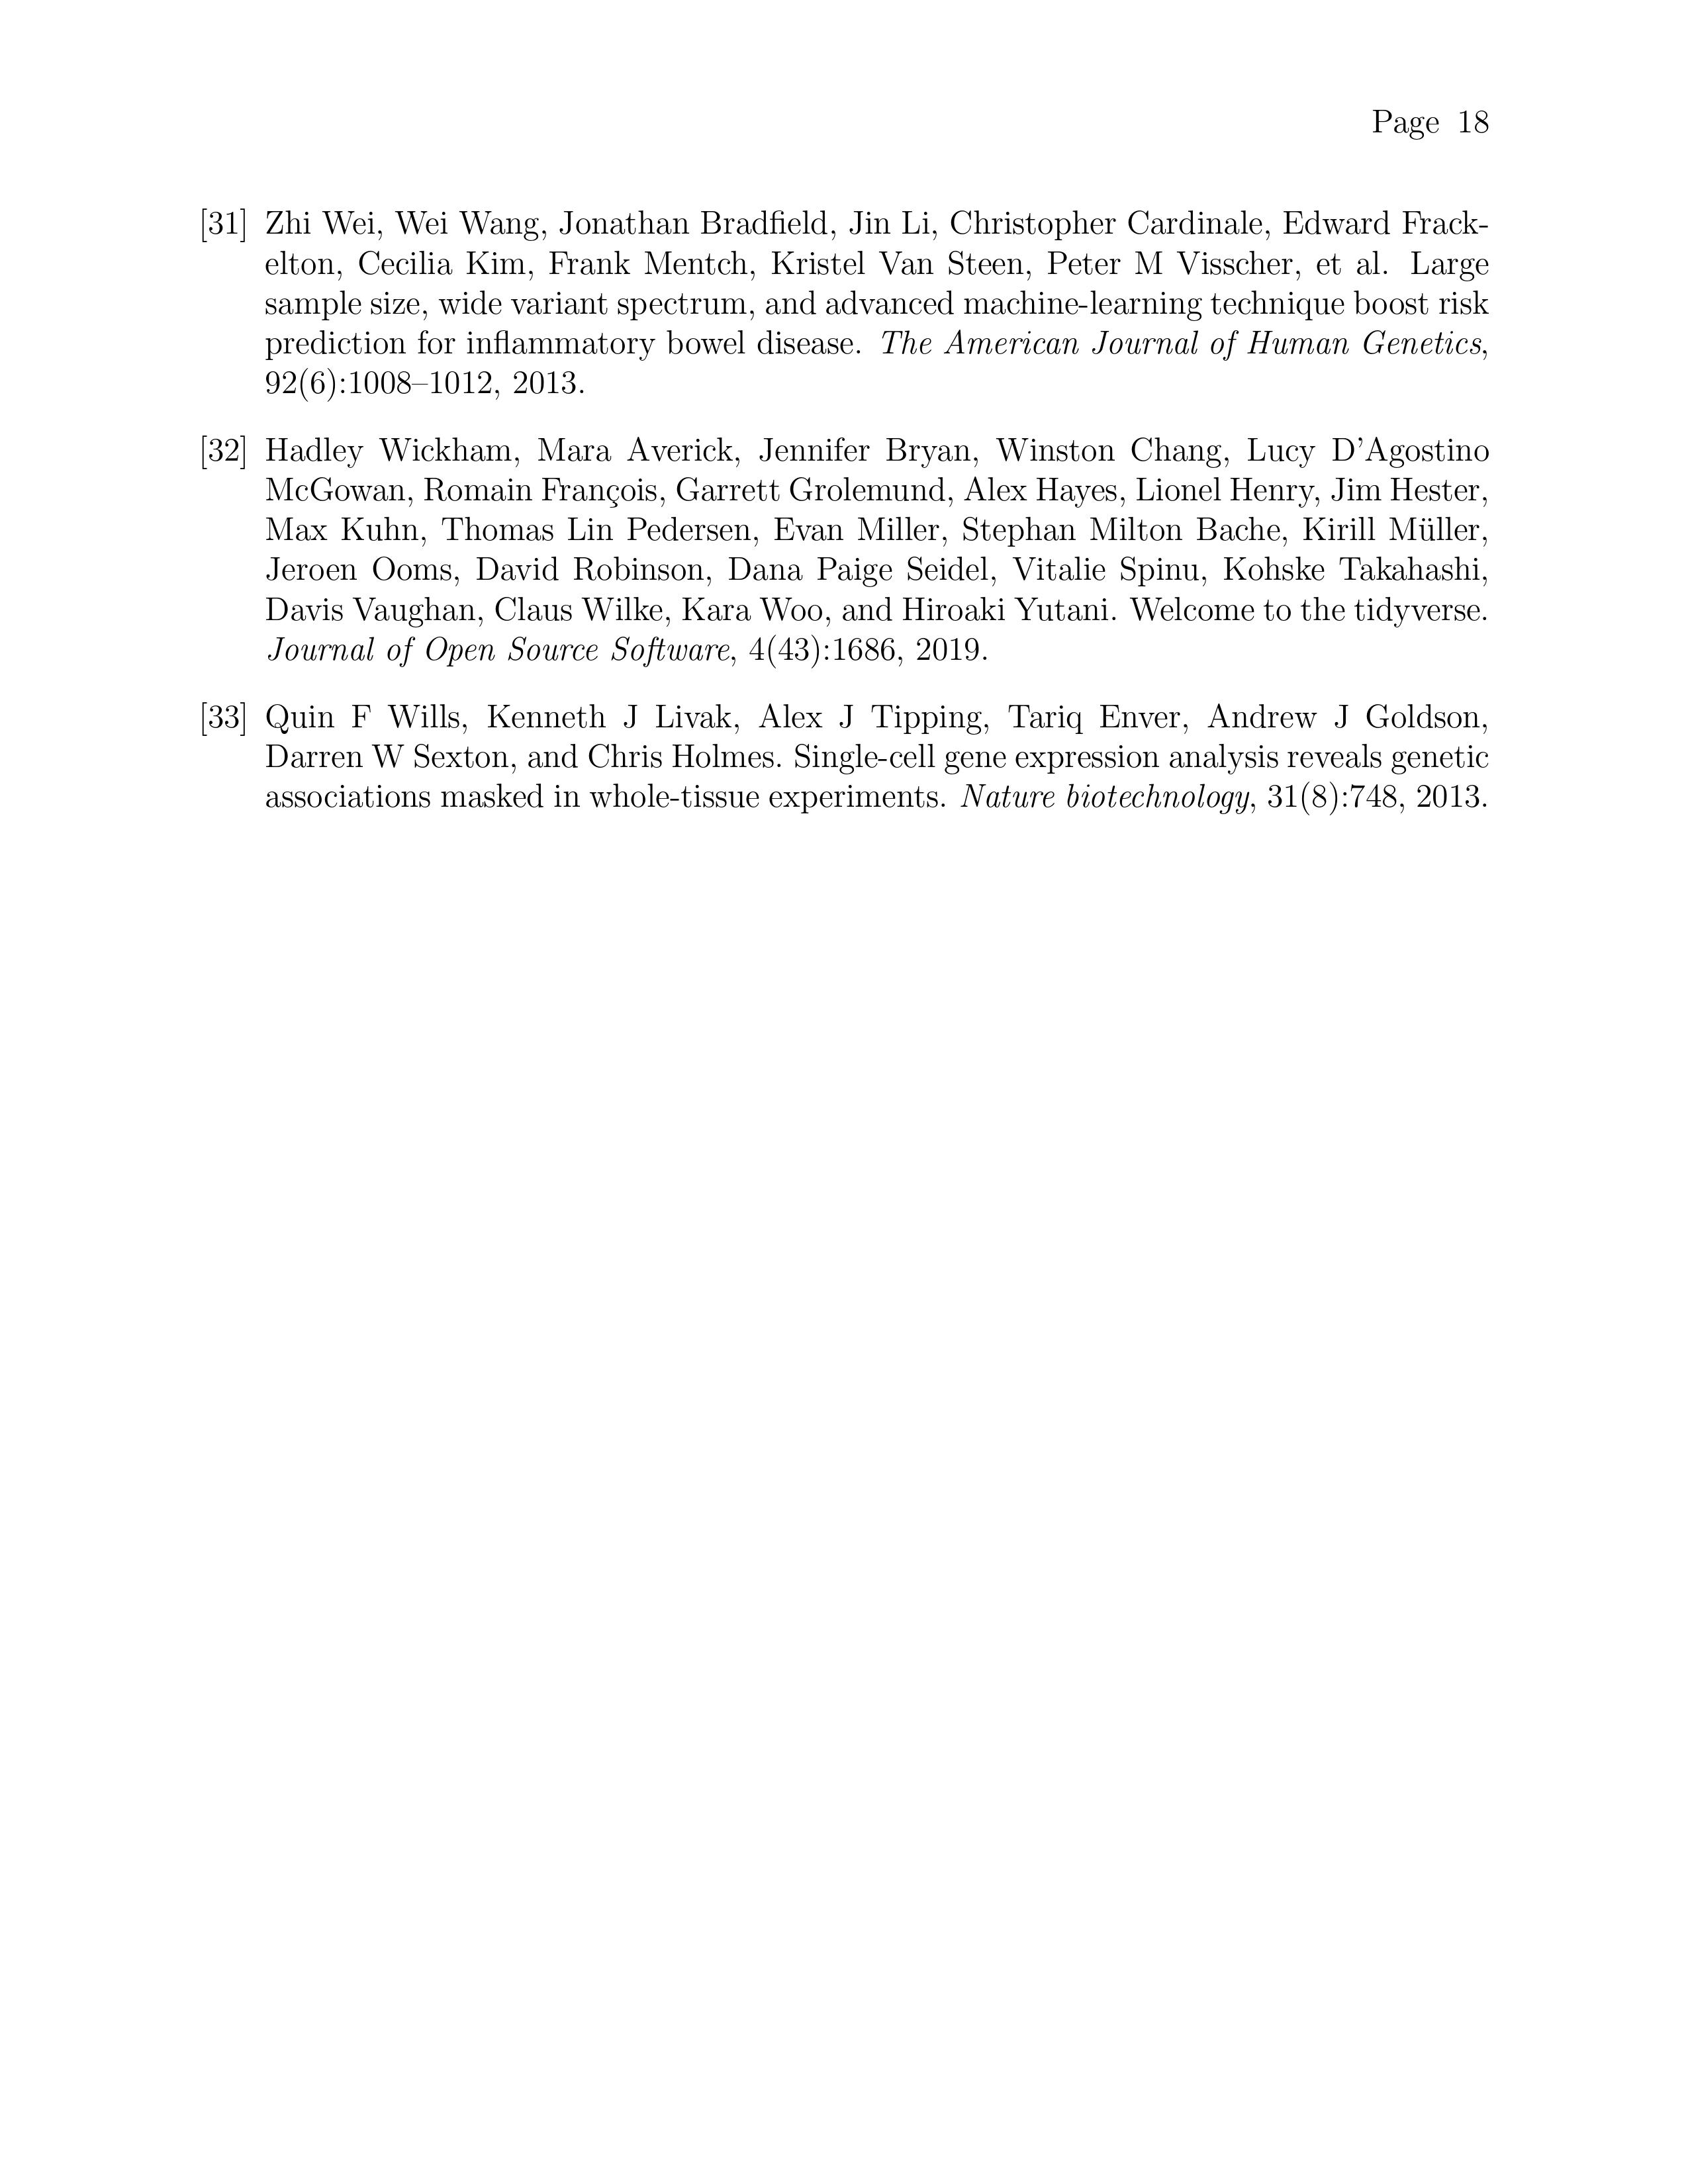 Page 18
[31] Zhi Wei, Wei Wang, Jonathan Bradfield, Jin Li, Christopher Cardinale, Edward Frack-
elton, Cecilia Kim, Frank Mentch, Kristel Van Steen, Peter M Visscher, et al. Large
sample size, wide variant spectrum, and advanced machine-learning technique boost risk
prediction for inflammatory bowel disease. The American Journal of Human Genetics,
92(6):1008–1012, 2013.
[32] Hadley Wickham, Mara Averick, Jennifer Bryan, Winston Chang, Lucy D'Agostino
McGowan, Romain François, Garrett Grolemund, Alex Hayes, Lionel Henry, Jim Hester,
Max Kuhn, Thomas Lin Pedersen, Evan Miller, Stephan Milton Bache, Kirill Müller,
Jeroen Ooms, David Robinson, Dana Paige Seidel, Vitalie Spinu, Kohske Takahashi,
Davis Vaughan, Claus Wilke, Kara Woo, and Hiroaki Yutani. Welcome to the tidyverse.
Journal of Open Source Software, 4(43):1686, 2019.
[33] Quin F Wills, Kenneth J Livak, Alex J Tipping, Tariq Enver, Andrew J Goldson,
Darren W Sexton, and Chris Holmes. Single-cell gene expression analysis reveals genetic
associations masked in whole-tissue experiments. Nature biotechnology, 31(8):748, 2013.